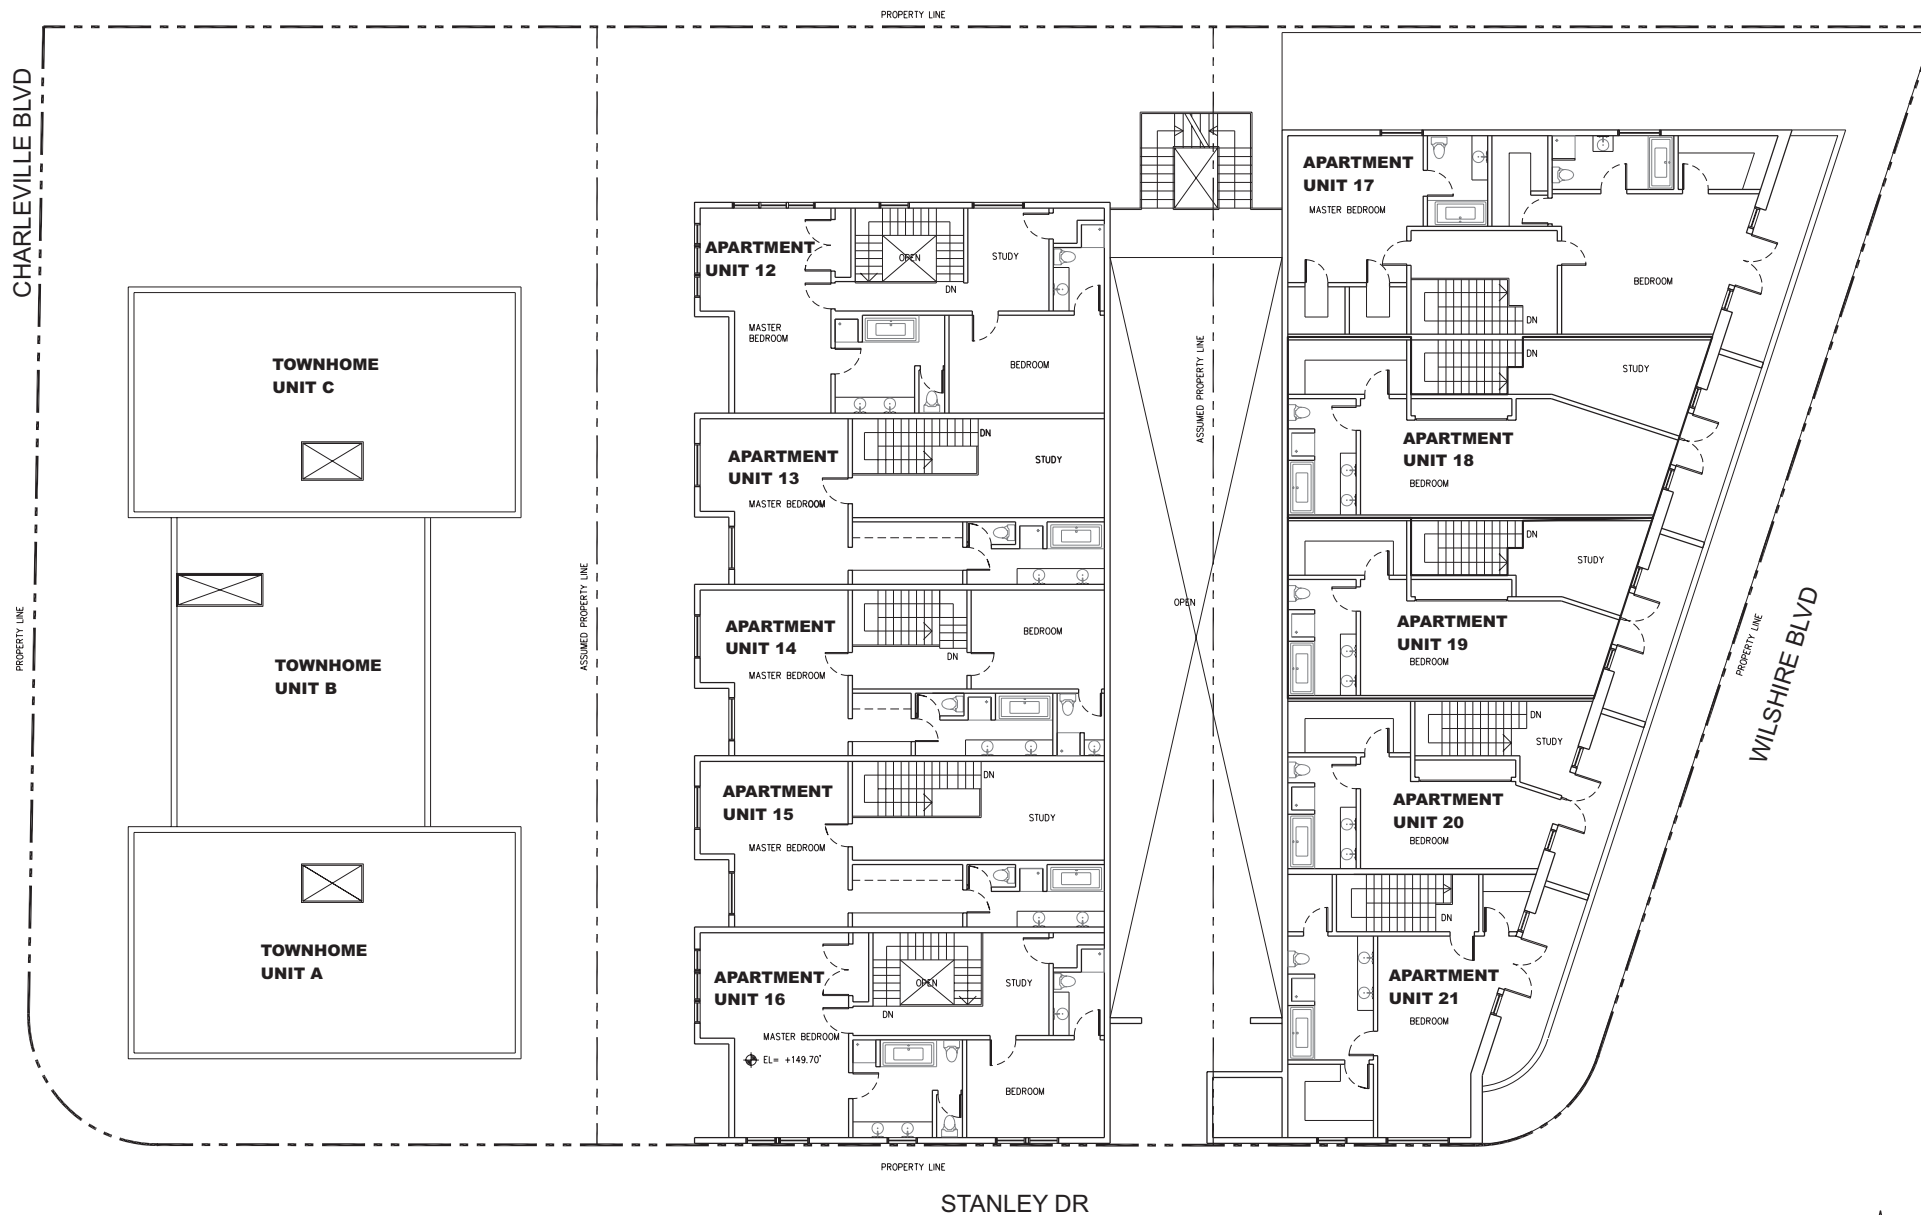 PROPERTY LINE
CHARLEVILLE BLVD
PROPERTY LINE
TOWNHOME
UNIT C
TOWNHOME
UNIT B
TOWNHOME
UNIT A
ASSUMED PROPERTY LINE
APARTMENT
UNIT 12
OPEN
STUDY
DN
MASTER
BEDROOM
BEDROOM
APARTMENT
UNIT 13
MASTER BEDROOM
DN
STUDY
APARTMENT
UNIT 14
MASTER BEDROOM
DN
BEDROOM
APARTMENT
UNIT 15
MASTER BEDROOM
DN
STUDY
APARTMENT
UNIT 16
OPEN
STUDY
DN
MASTER BEDROOM
EL= +149.70'
BEDROOM
ASSUMED PROPERTY LINE
OPEN
APARTMENT
UNIT 17
MASTER BEDROOM
BEDROOM
DN
DN
STUDY
APARTMENT
UNIT 18
BEDROOM
DN
STUDY
APARTMENT
UNIT 19
BEDROOM
DN
STUDY
APARTMENT
UNIT 20
BEDROOM
DN
APARTMENT
UNIT 21
BEDROOM
PROPERTY LINE
WILSHIRE BLVD
PROPERTY LINE
STANLEY DR